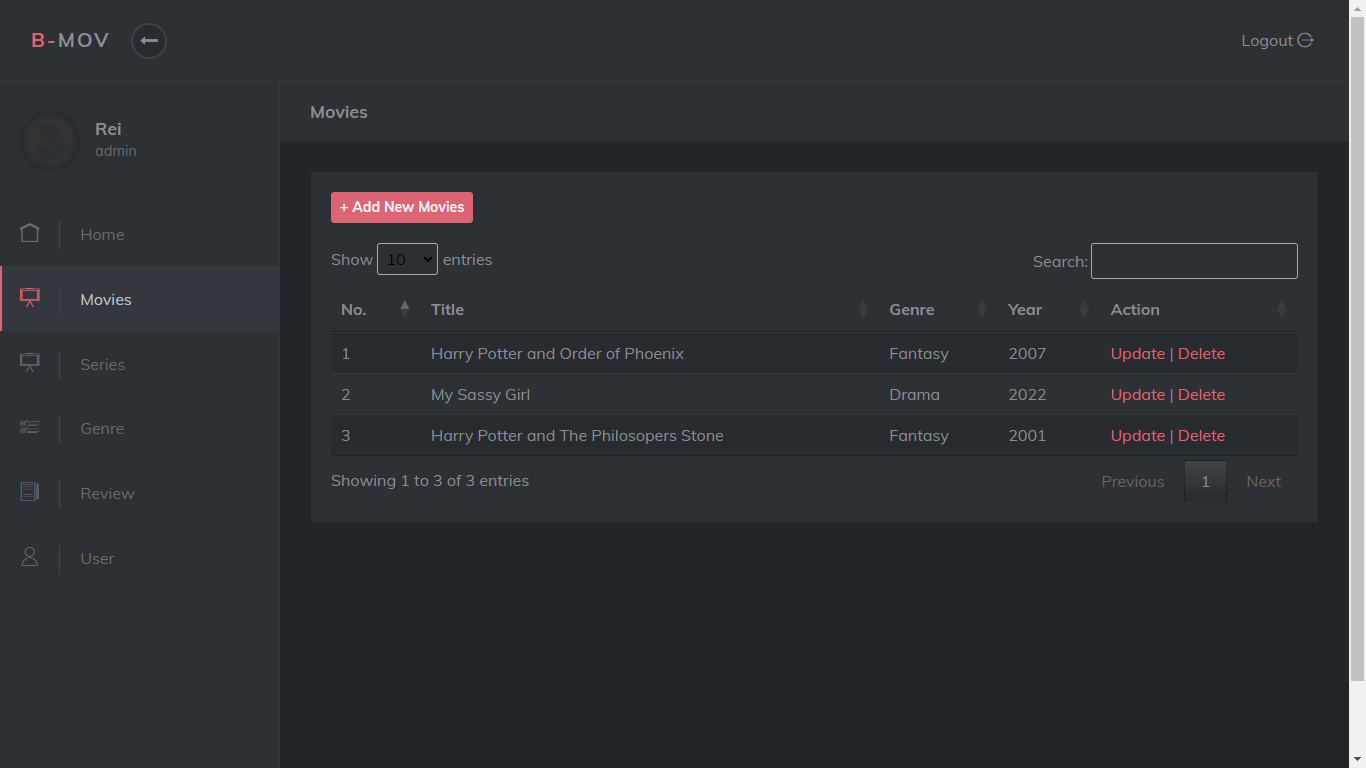 B-MOV
Logout
Rei
admin
Home
Movies
Series
Genre
Review
User
Movies
+ Add New Movies
Show 10 entries
Search:
No. Title Genre Year Action
1 Harry Potter and Order of Phoenix Fantasy 2007 Update | Delete
2 My Sassy Girl Drama 2022 Update | Delete
3 Harry Potter and The Philosopers Stone Fantasy 2001 Update | Delete
Showing 1 to 3 of 3 entries
Previous 1 Next